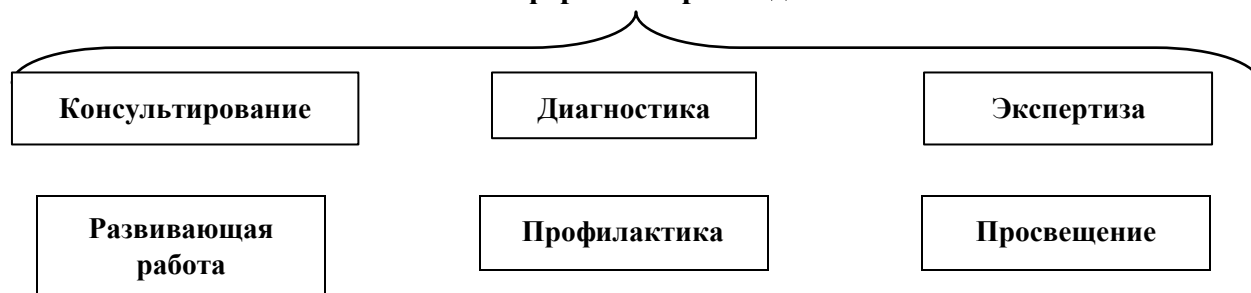 Консультирование
Диагностика
Экспертиза
Развивающая
работа
Профилактика
Просвещение